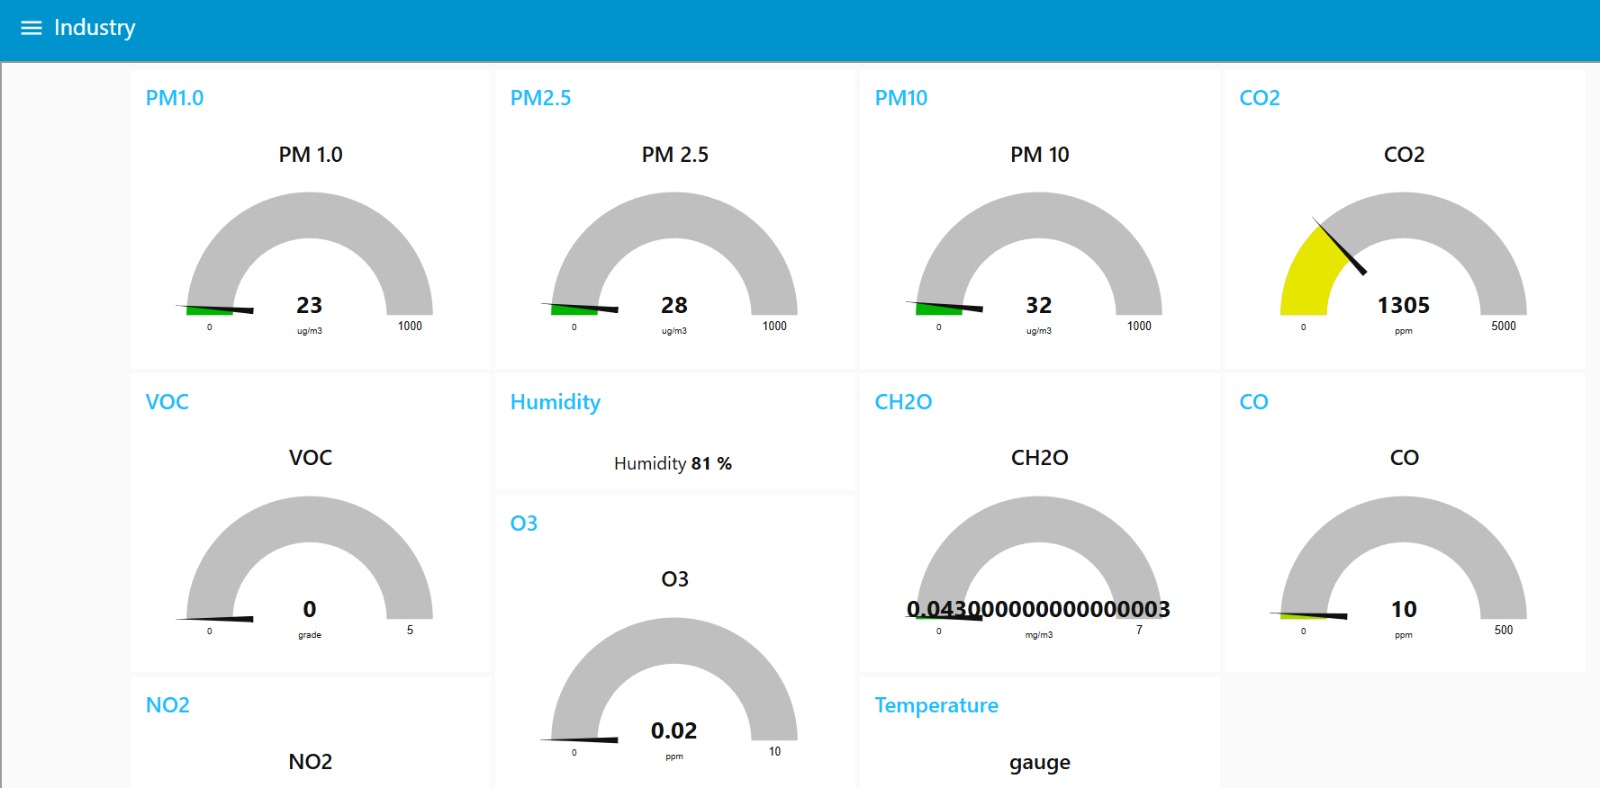 Industry
PM1.0
PM 1.0
23
ug/m3
0
1000
PM2.5
PM 2.5
28
ug/m3
0
1000
PM10
PM 10
32
ug/m3
0
1000
CO2
CO2
1305
ppm
0
5000
VOC
VOC
0
grade
0
5
Humidity
Humidity 81 %
O3
O3
0.02
ppm
0
10
CH2O
CH2O
0.043000000000000003
mg/m3
0
7
CO
CO
10
ppm
0
500
NO2
NO2
Temperature
gauge